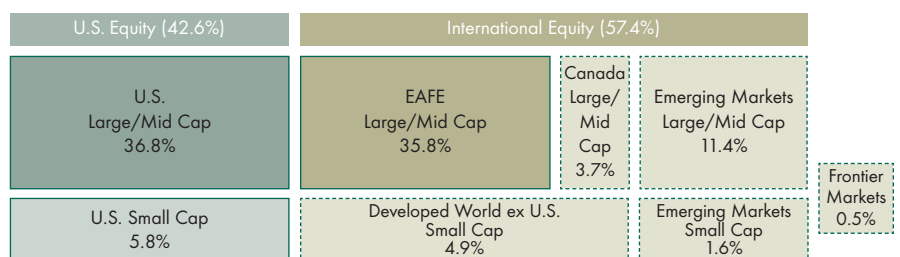 U.S. Equity (42.6%)
International Equity (57.4%)
U.S.
Large/Mid Cap
36.8%
EAFE
Large/Mid Cap
35.8%
Canada
Large/
Mid
Cap
3.7%
Emerging Markets
Large/Mid Cap
11.4%
Frontier
Markets
0.5%
U.S. Small Cap
5.8%
Developed World ex U.S.
Small Cap
4.9%
Emerging Markets
Small Cap
1.6%